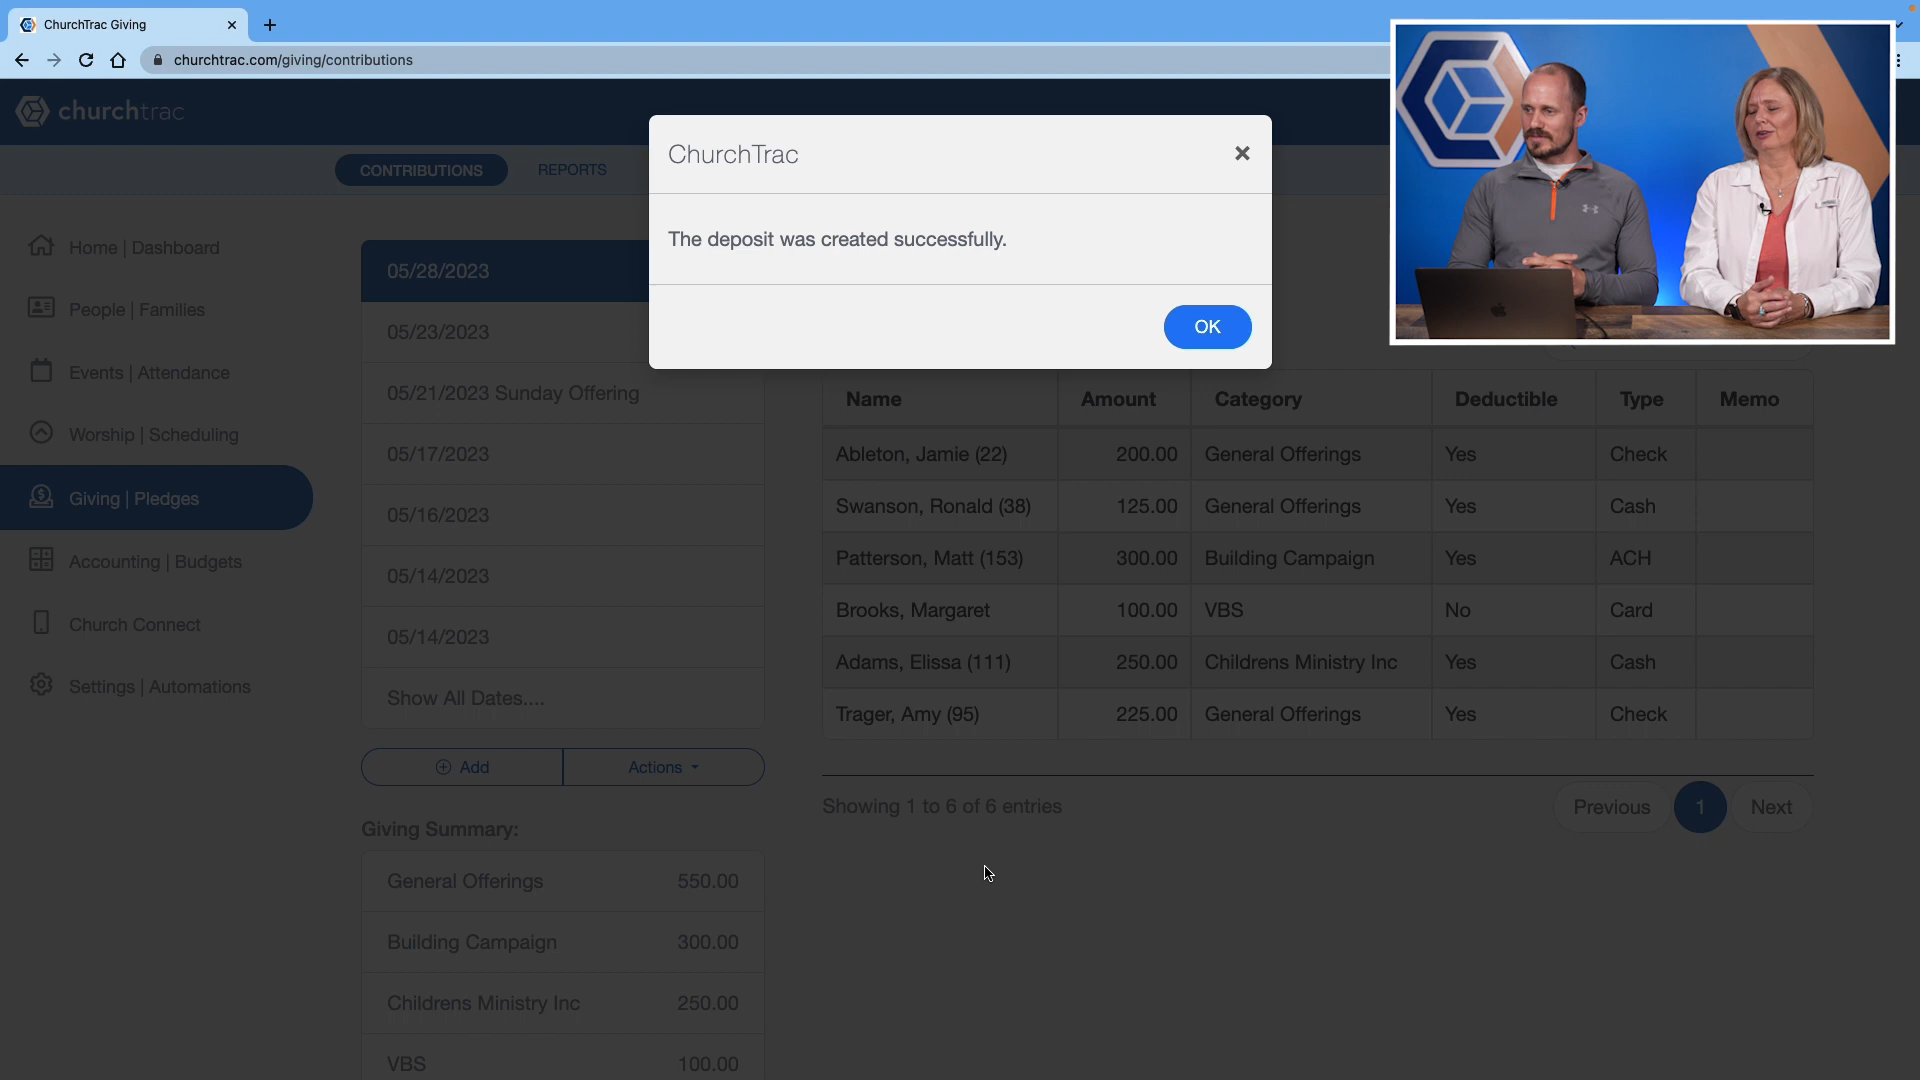 ChurchTrac Giving
churchtrac.com/giving/contributions
churchtrac
CONTRIBUTIONS
REPORTS
ChurchTrac
The deposit was created successfully.
OK
Home | Dashboard
People | Families
Events | Attendance
Worship | Scheduling
Giving | Pledges
Accounting | Budgets
Church Connect
Settings | Automations
05/28/2023
05/23/2023
05/21/2023 Sunday Offering
05/17/2023
05/16/2023
05/14/2023
05/14/2023
Show All Dates....
Add
Actions
Giving Summary:
General Offerings 550.00
Building Campaign 300.00
Childrens Ministry Inc 250.00
VBS 100.00
Name Amount Category Deductible Type Memo
Ableton, Jamie (22) 200.00 General Offerings Yes Check
Swanson, Ronald (38) 125.00 General Offerings Yes Cash
Patterson, Matt (153) 300.00 Building Campaign Yes ACH
Brooks, Margaret 100.00 VBS No Card
Adams, Elissa (111) 250.00 Childrens Ministry Inc Yes Cash
Trager, Amy (95) 225.00 General Offerings Yes Check
Showing 1 to 6 of 6 entries
Previous 1 Next